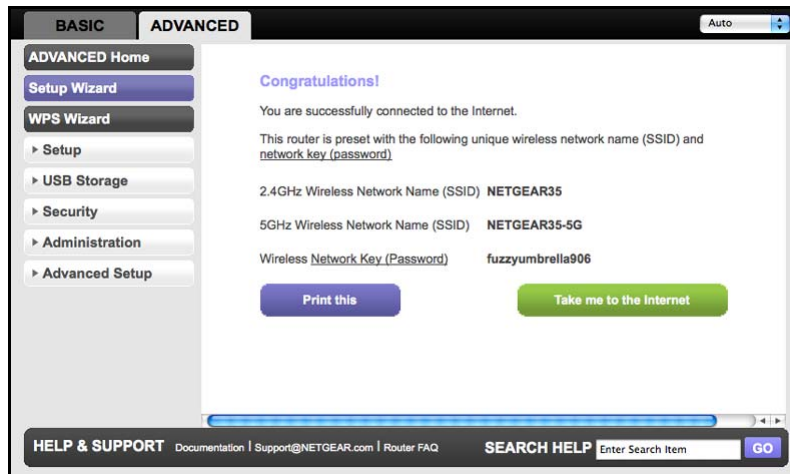 BASIC
ADVANCED
Auto
ADVANCED Home
Setup Wizard
WPS Wizard
Setup
USB Storage
Security
Administration
Advanced Setup
Congratulations!
You are successfully connected to the Internet.
This router is preset with the following unique wireless network name (SSID) and
network key (password)
2.4GHz Wireless Network Name (SSID) NETGEAR35
5GHz Wireless Network Name (SSID) NETGEAR35-5G
Wireless Network Key (Password) fuzzyumbrella906
Print this
Take me to the Internet
HELP & SUPPORT Documentation | Support@NETGEAR.com | Router FAQ
SEARCH HELP Enter Search Item GO